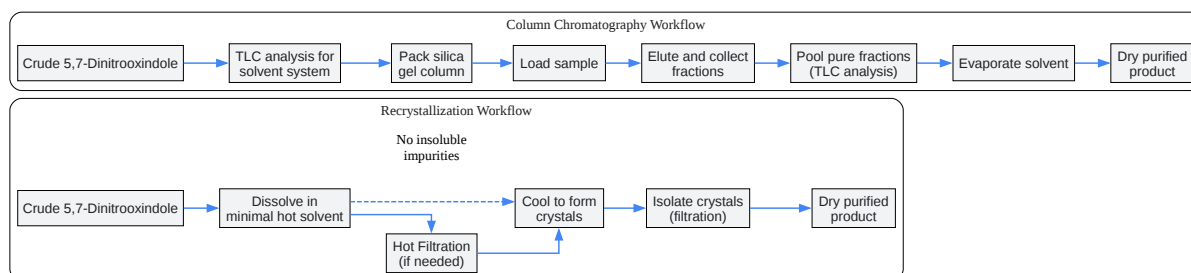 Column Chromatography Workflow
Crude 5,7-Dinitrooxindole
TLC analysis for
solvent system
Pack silica
gel column
Load sample
Elute and collect
fractions
Pool pure fractions
(TLC analysis)
Evaporate solvent
Dry purified
product
Recrystallization Workflow
No insoluble
impurities
Crude 5,7-Dinitrooxindole
Dissolve in
minimal hot solvent
Hot Filtration
(if needed)
Cool to form
crystals
Isolate crystals
(filtration)
Dry purified
product